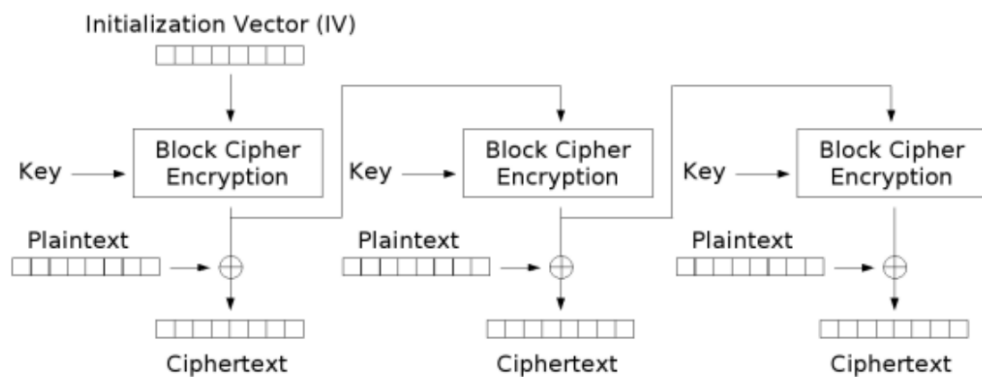 Initialization Vector (IV)
Key
Block Cipher
Encryption
Key
Block Cipher
Encryption
Key
Block Cipher
Encryption
Plaintext
Plaintext
Plaintext
Ciphertext
Ciphertext
Ciphertext